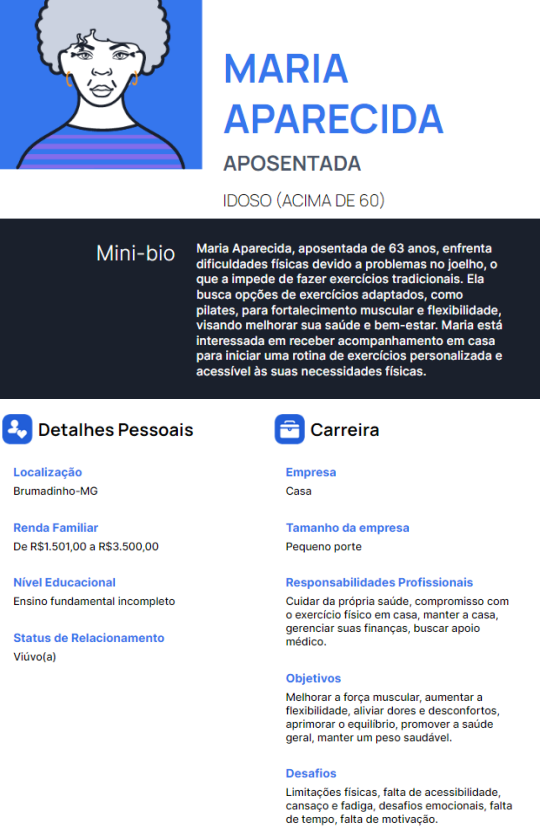 MARIA
APARECIDA
APOSENTADA
IDOSO (ACIMA DE 60)
Mini-bio
Maria Aparecida, aposentada de 63 anos, enfrenta
dificuldades físicas devido a problemas no joelho, o
que a impede de fazer exercícios tradicionais. Ela
busca opções de exercícios adaptados, como
pilates, para fortalecimento muscular e flexibilidade,
visando melhorar sua saúde e bem-estar. Maria está
interessada em receber acompanhamento em casa
para iniciar uma rotina de exercícios personalizada e
acessível às suas necessidades físicas.
Detalhes Pessoais
Localização
Brumadinho-MG
Renda Familiar
De R$1.501,00 a R$3.500,00
Nível Educacional
Ensino fundamental incompleto
Status de Relacionamento
Viúvo(a)
Carreira
Empresa
Casa
Tamanho da empresa
Pequeno porte
Responsabilidades Profissionais
Cuidar da própria saúde, compromisso com
o exercício físico em casa, manter a casa,
gerenciar suas finanças, buscar apoio
médico.
Objetivos
Melhorar a força muscular, aumentar a
flexibilidade, aliviar dores e desconfortos,
aprimorar o equilíbrio, promover a saúde
geral, manter um peso saudável.
Desafios
Limitações físicas, falta de acessibilidade,
cansaço e fadiga, desafios emocionais, falta
de tempo, falta de motivação.